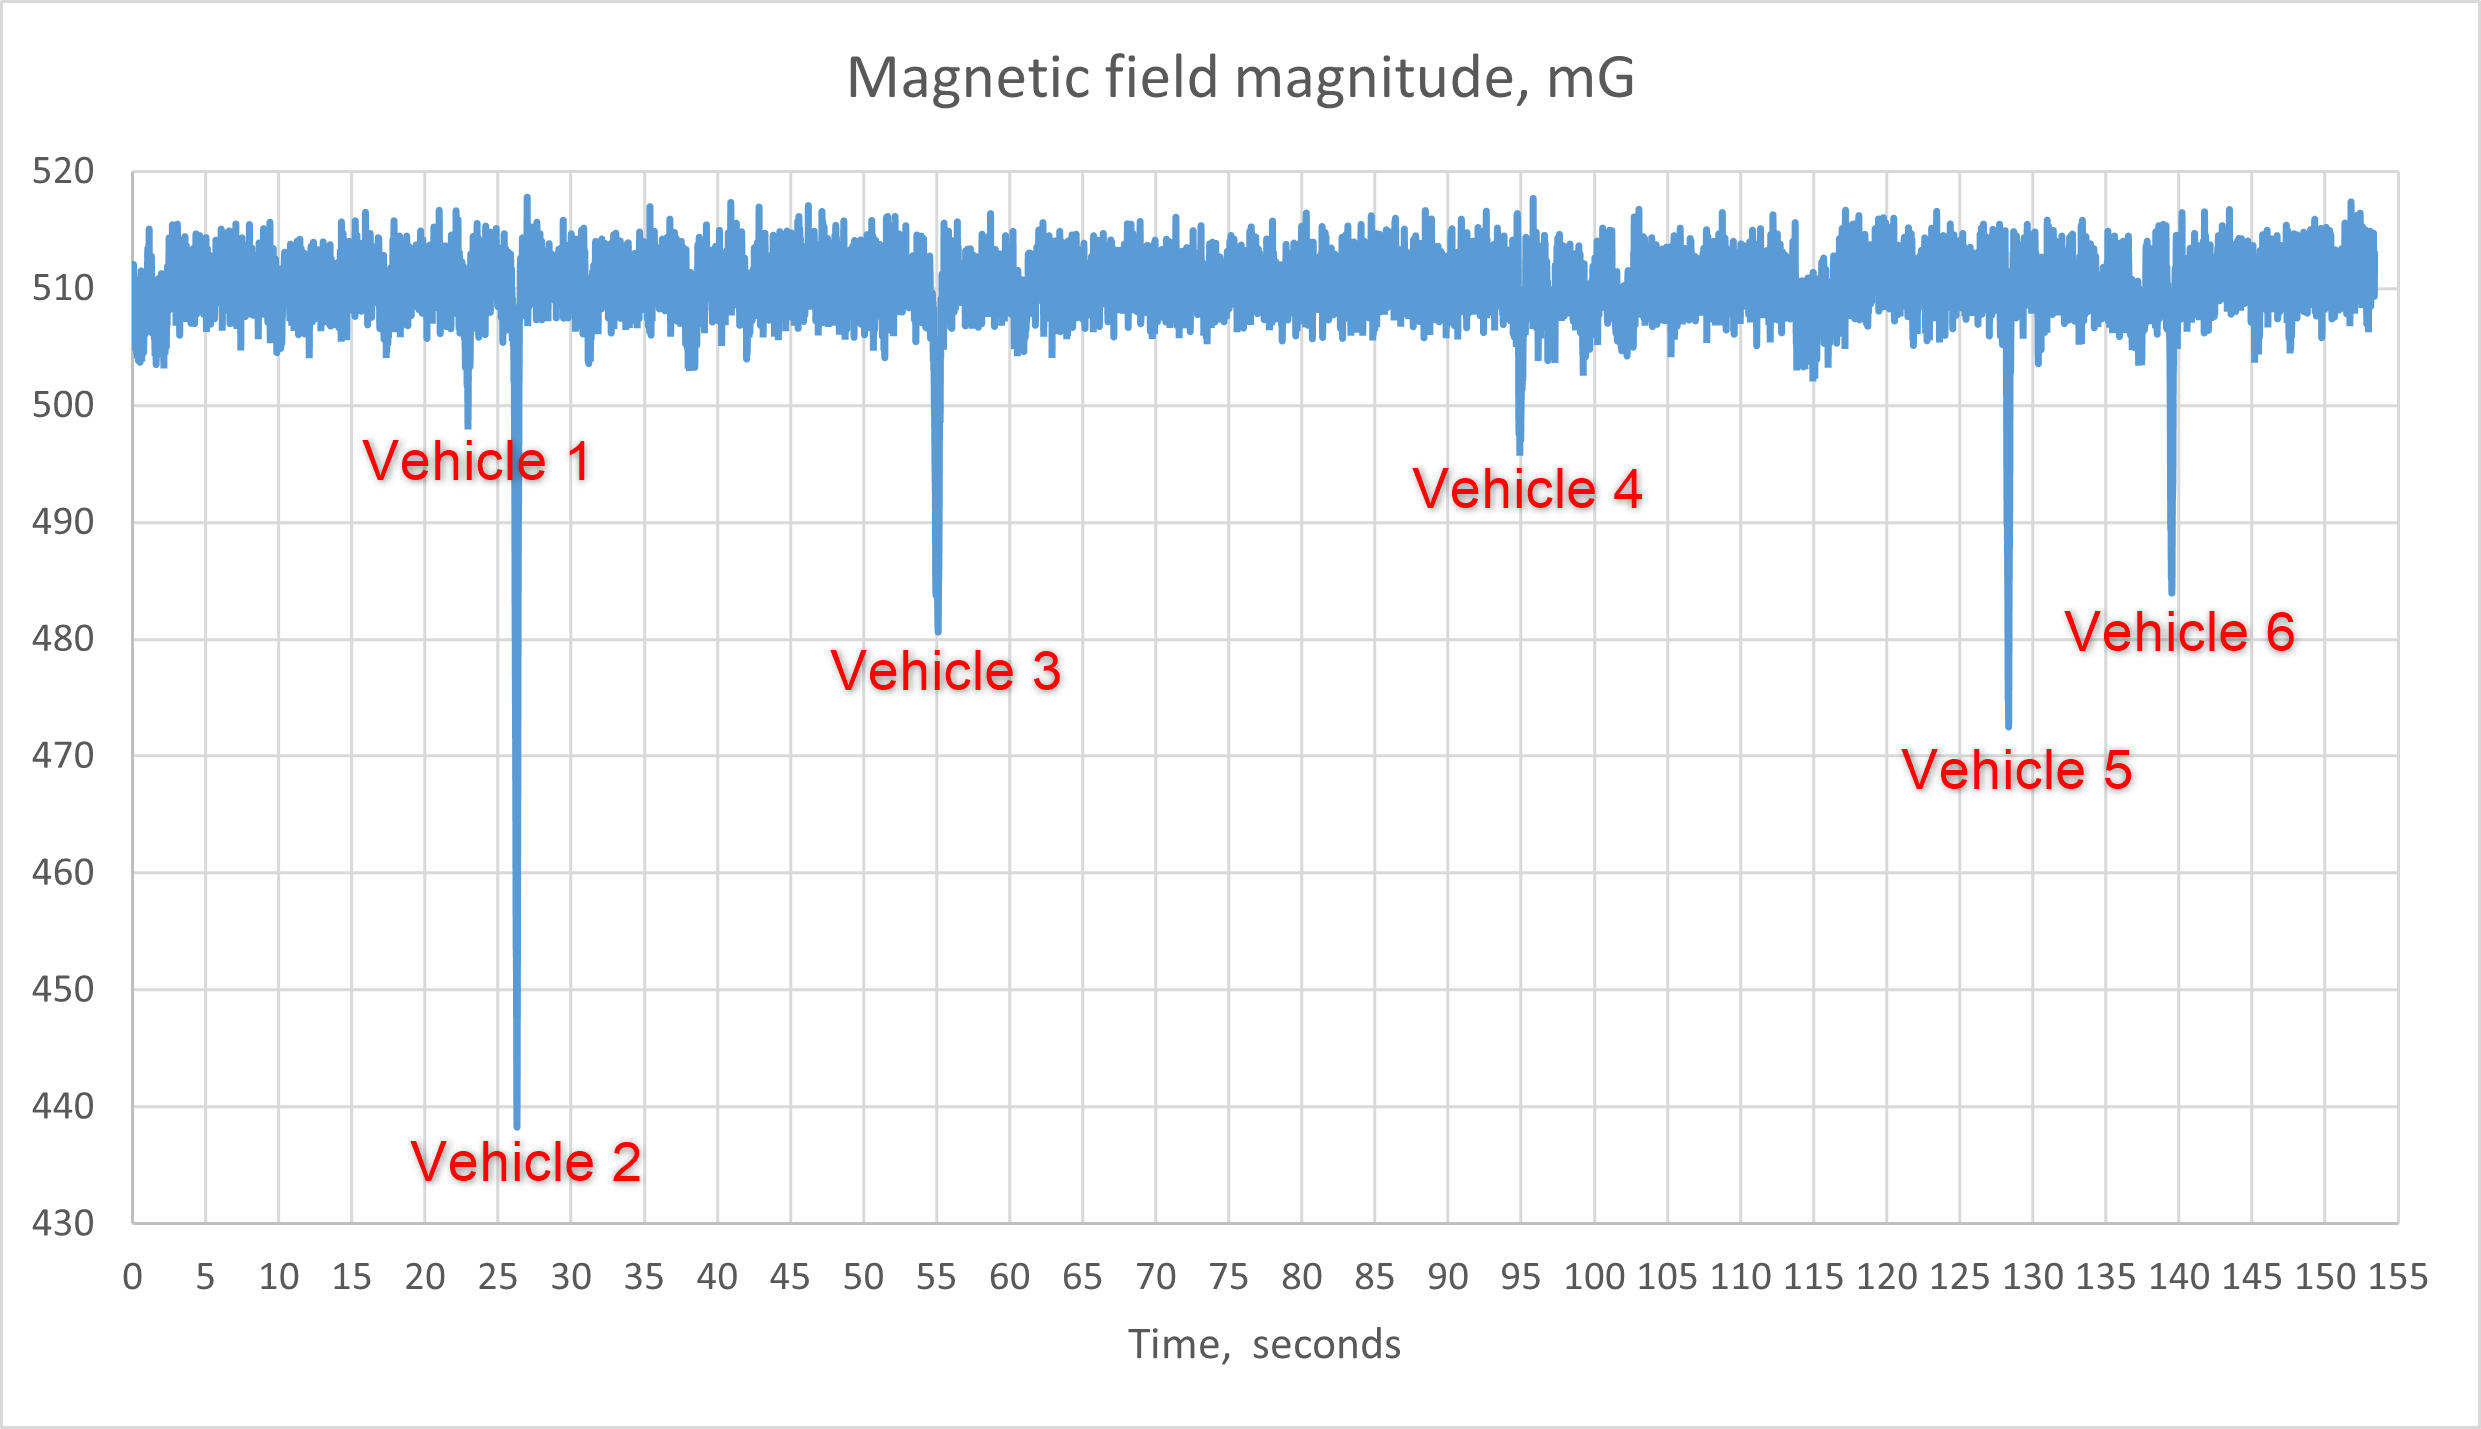 Magnetic field magnitude, mG
520
510
500
490
480
470
460
450
440
430
Vehicle 1
Vehicle 4
Vehicle 6
Vehicle 3
Vehicle 5
Vehicle 2
0 5 10 15 20 25 30 35 40 45 50 55 60 65 70 75 80 85 90 95 100 105 110 115 120 125 130 135 140 145 150 155
Time, seconds